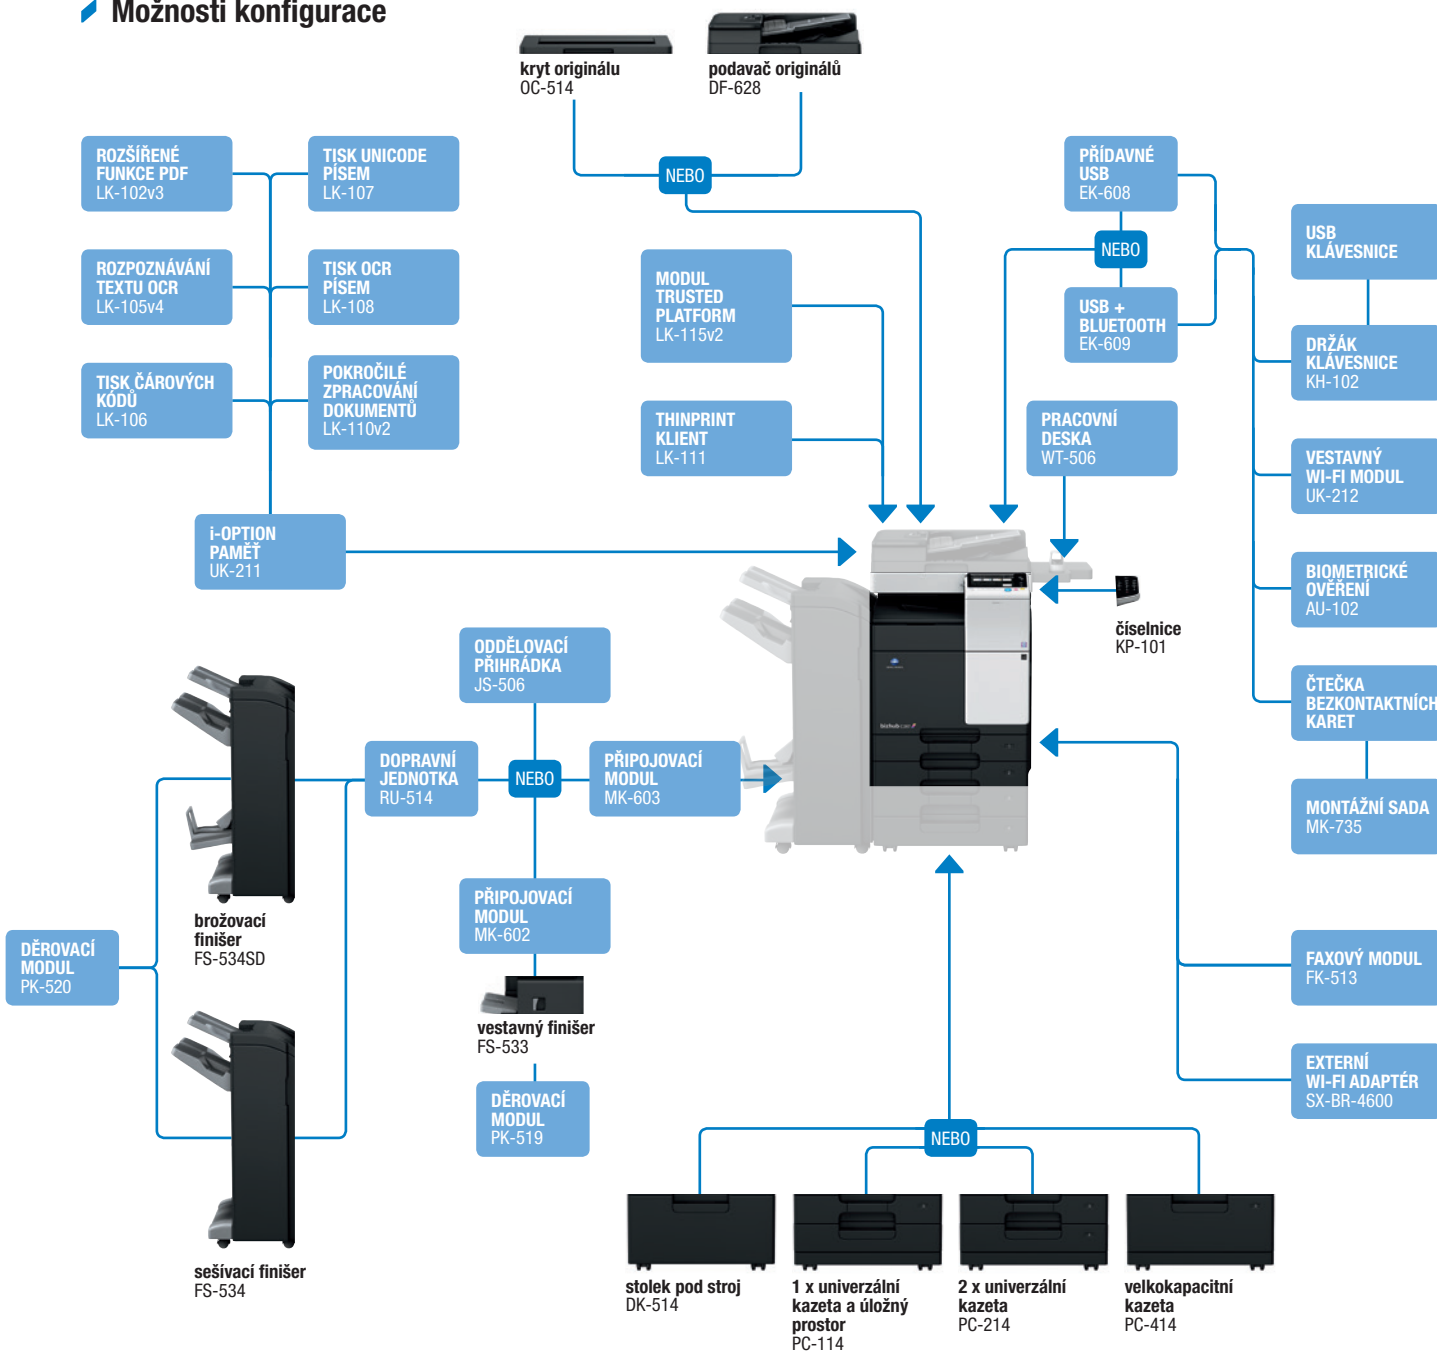 Možnosti konfigurace
kryt originálu
OC-514
podavač originálů
DF-628
NEBO
ROZŠÍŘENÉ
FUNKCE PDF
LK-102v3
TISK UNICODE
PÍSEM
LK-107
ROZPOZNÁVÁNÍ
TEXTU OCR
LK-105v4
TISK OCR
PÍSEM
LK-108
TISK ČÁROVÝCH
KÓDŮ
LK-106
POKROČILÉ
ZPRACOVÁNÍ
DOKUMENTŮ
LK-110v2
i-OPTION
PAMĚŤ
UK-211
MODUL
TRUSTED
PLATFORM
LK-115v2
THINPRINT
KLIENT
LK-111
PŘÍDAVNÉ
USB
EK-608
NEBO
USB +
BLUETOOTH
EK-609
PRACOVNÍ
DESKA
WT-506
USB
KLÁVESNICE
DRŽÁK
KLÁVESNICE
KH-102
VESTAVNÝ
WI-FI MODUL
UK-212
BIOMETRICKÉ
OVĚŘENÍ
AU-102
ČTEČKA
BEZKONTAKTNÍCH
KARET
MONTÁŽNÍ SADA
MK-735
číselnice
KP-101
bizhub
ODDĚLOVACÍ
PŘIHRÁDKA
JS-506
DOPRAVNÍ
JEDNOTKA
RU-514
NEBO
PŘIPOJOVACÍ
MODUL
MK-603
PŘIPOJOVACÍ
MODUL
MK-602
brožovací
finišer
FS-534SD
DĚROVACÍ
MODUL
PK-520
vestavný finišer
FS-533
DĚROVACÍ
MODUL
PK-519
sešívací finišer
FS-534
FAXOVÝ MODUL
FK-513
EXTERNÍ
WI-FI ADAPTÉR
SX-BR-4600
NEBO
stolek pod stroj
DK-514
1 x univerzální
kazeta a úložný
prostor
PC-114
2 x univerzální
kazeta
PC-214
velkokapacitní
kazeta
PC-414